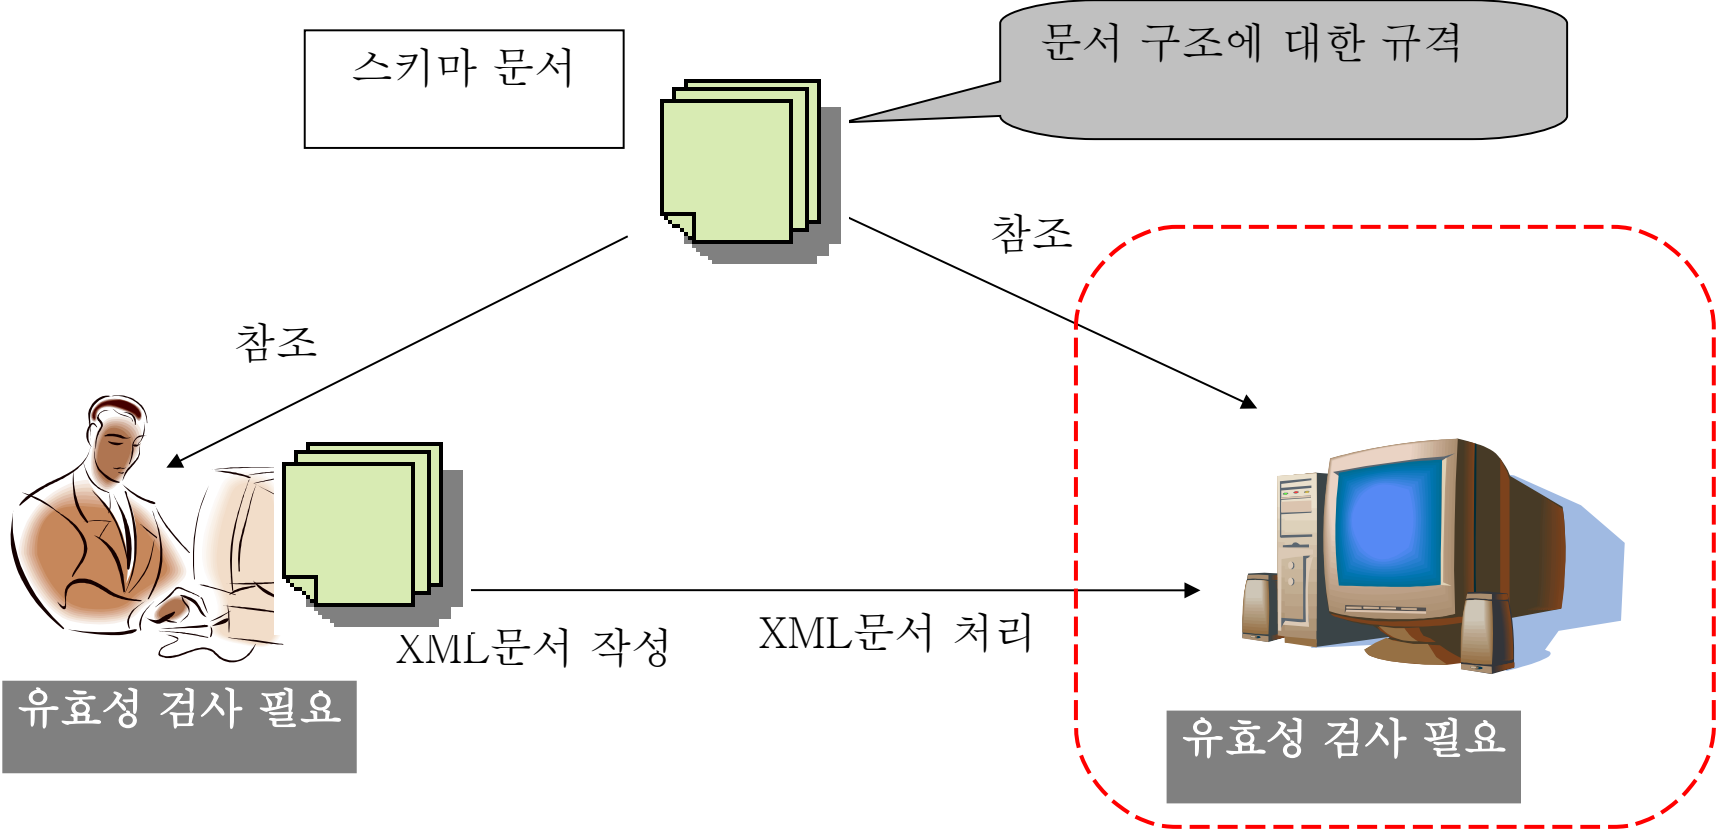 스키마 문서
문서 구조에 대한 규격
참조
참조
XML문서 작성
XML문서 처리
유효성 검사 필요
유효성 검사 필요